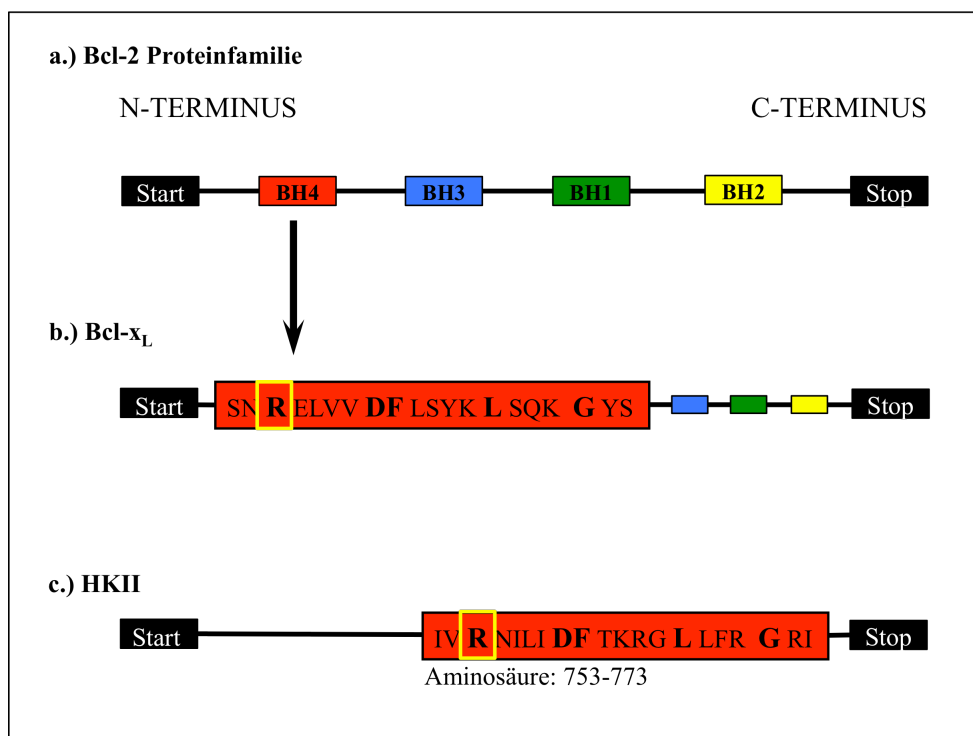 a.) Bcl-2 Proteinfamilie
N-TERMINUS C-TERMINUS
Start BH4 BH3 BH1 BH2 Stop
b.) Bcl-xL
Start SN R ELVV DF LSYK L SQK G YS Stop
c.) HKII
Start IV R NILI DF TKRG L LFR G RI Stop
Aminosäure: 753-773